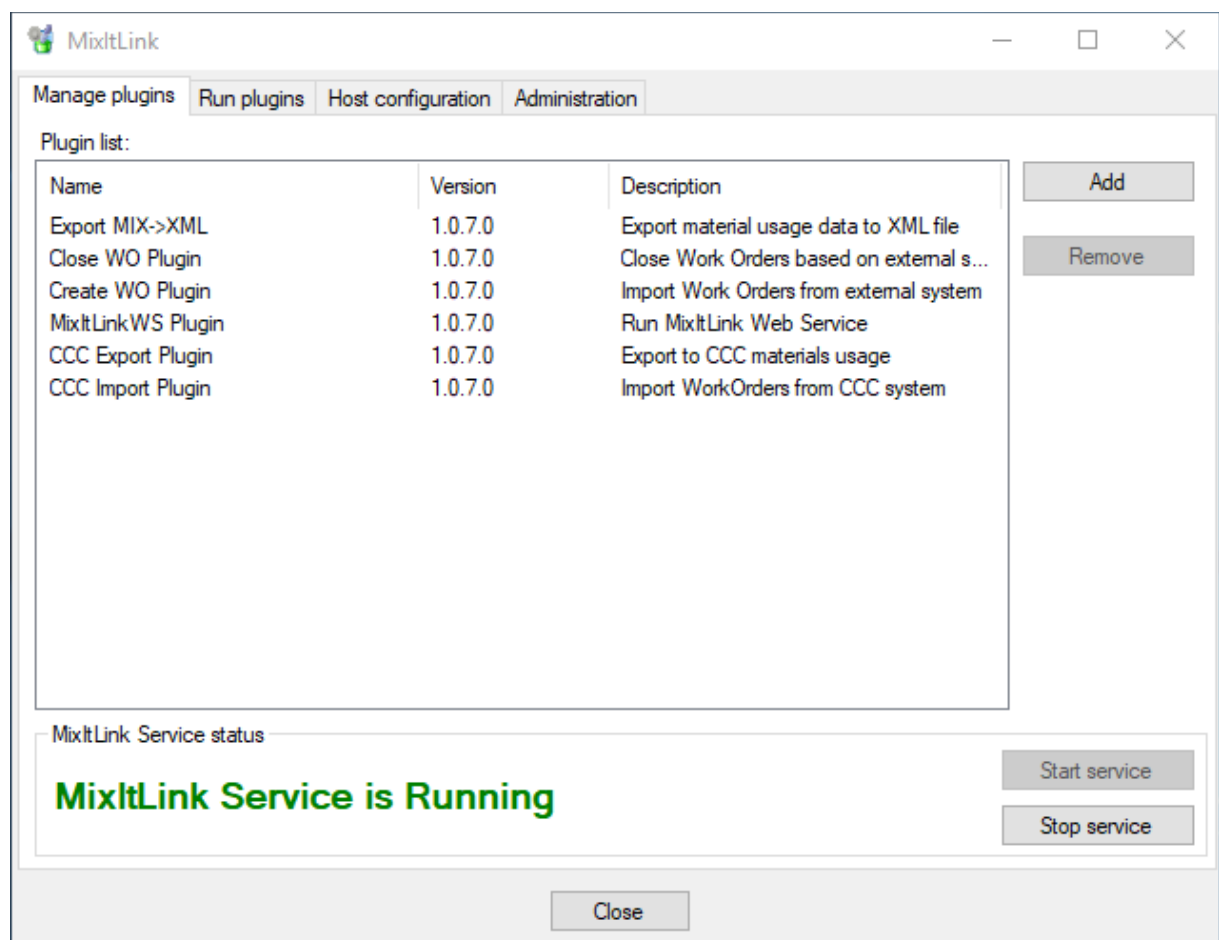 MixItLink
Manage plugins Run plugins Host configuration Administration
Plugin list:
Name Version Description
Export MIX->XML 1.0.7.0 Export material usage data to XML file
Close WO Plugin 1.0.7.0 Close Work Orders based on external s...
Create WO Plugin 1.0.7.0 Import Work Orders from external system
MixItLinkWS Plugin 1.0.7.0 Run MixItLink Web Service
CCC Export Plugin 1.0.7.0 Export to CCC materials usage
CCC Import Plugin 1.0.7.0 Import WorkOrders from CCC system
Add
Remove
MixItLink Service status
MixItLink Service is Running
Start service
Stop service
Close